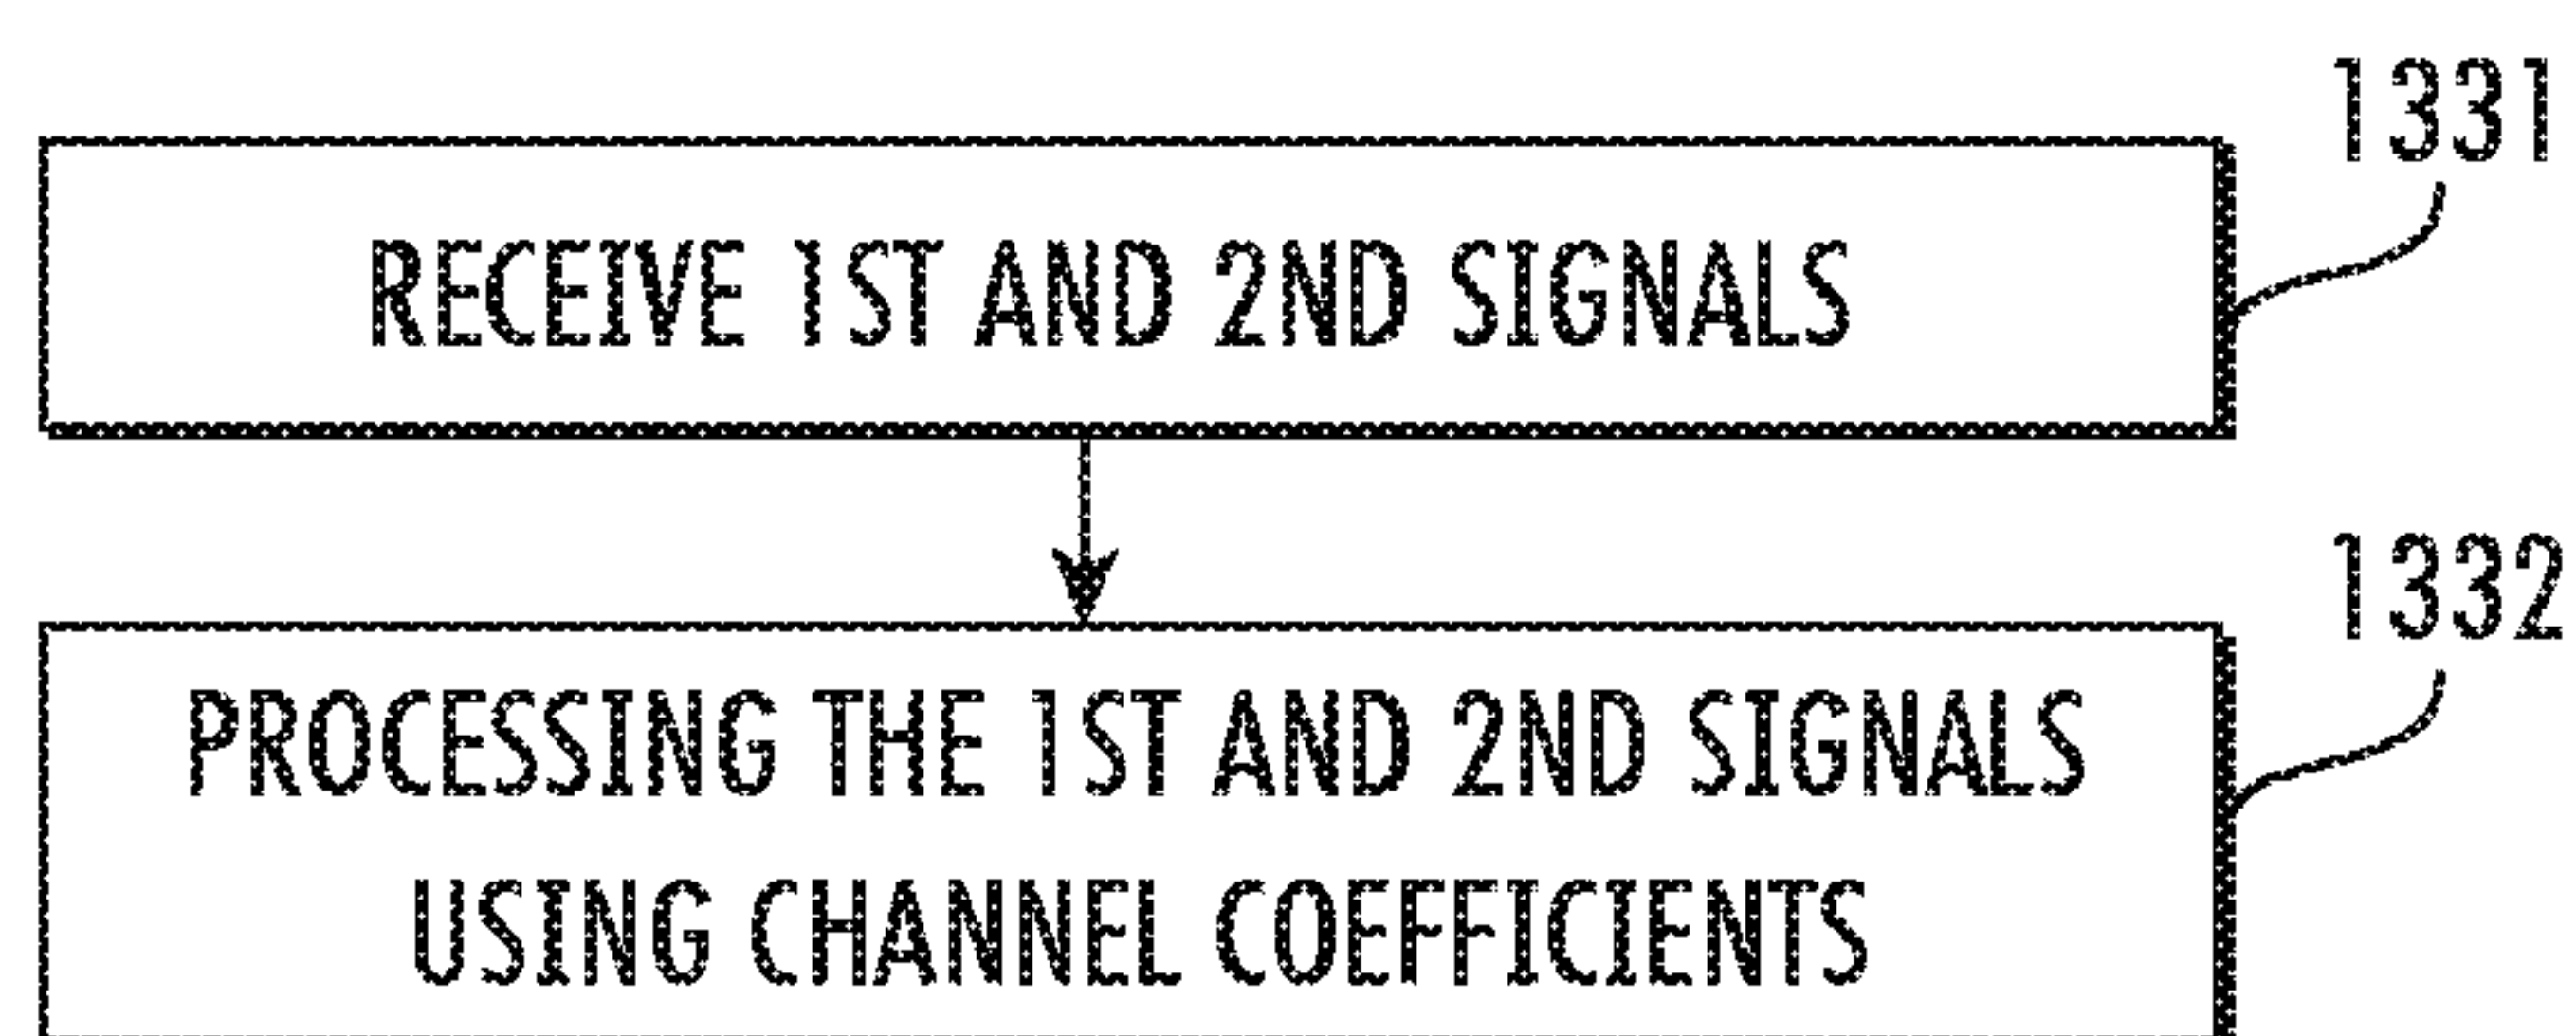 1331
RECEIVE 1ST AND 2ND SIGNALS
1332
PROCESSING THE 1ST AND 2ND SIGNALS
USING CHANNEL COEFFICIENTS